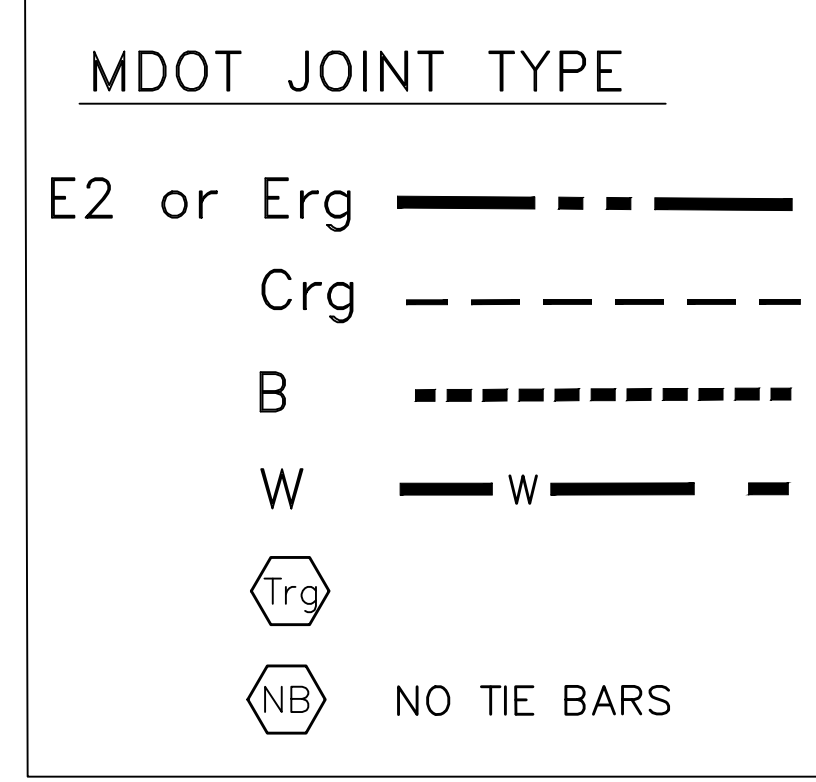 MDOT JOINT TYPE
E2 or Erg
Crg
B
W W
Trg
NB NO TIE BARS